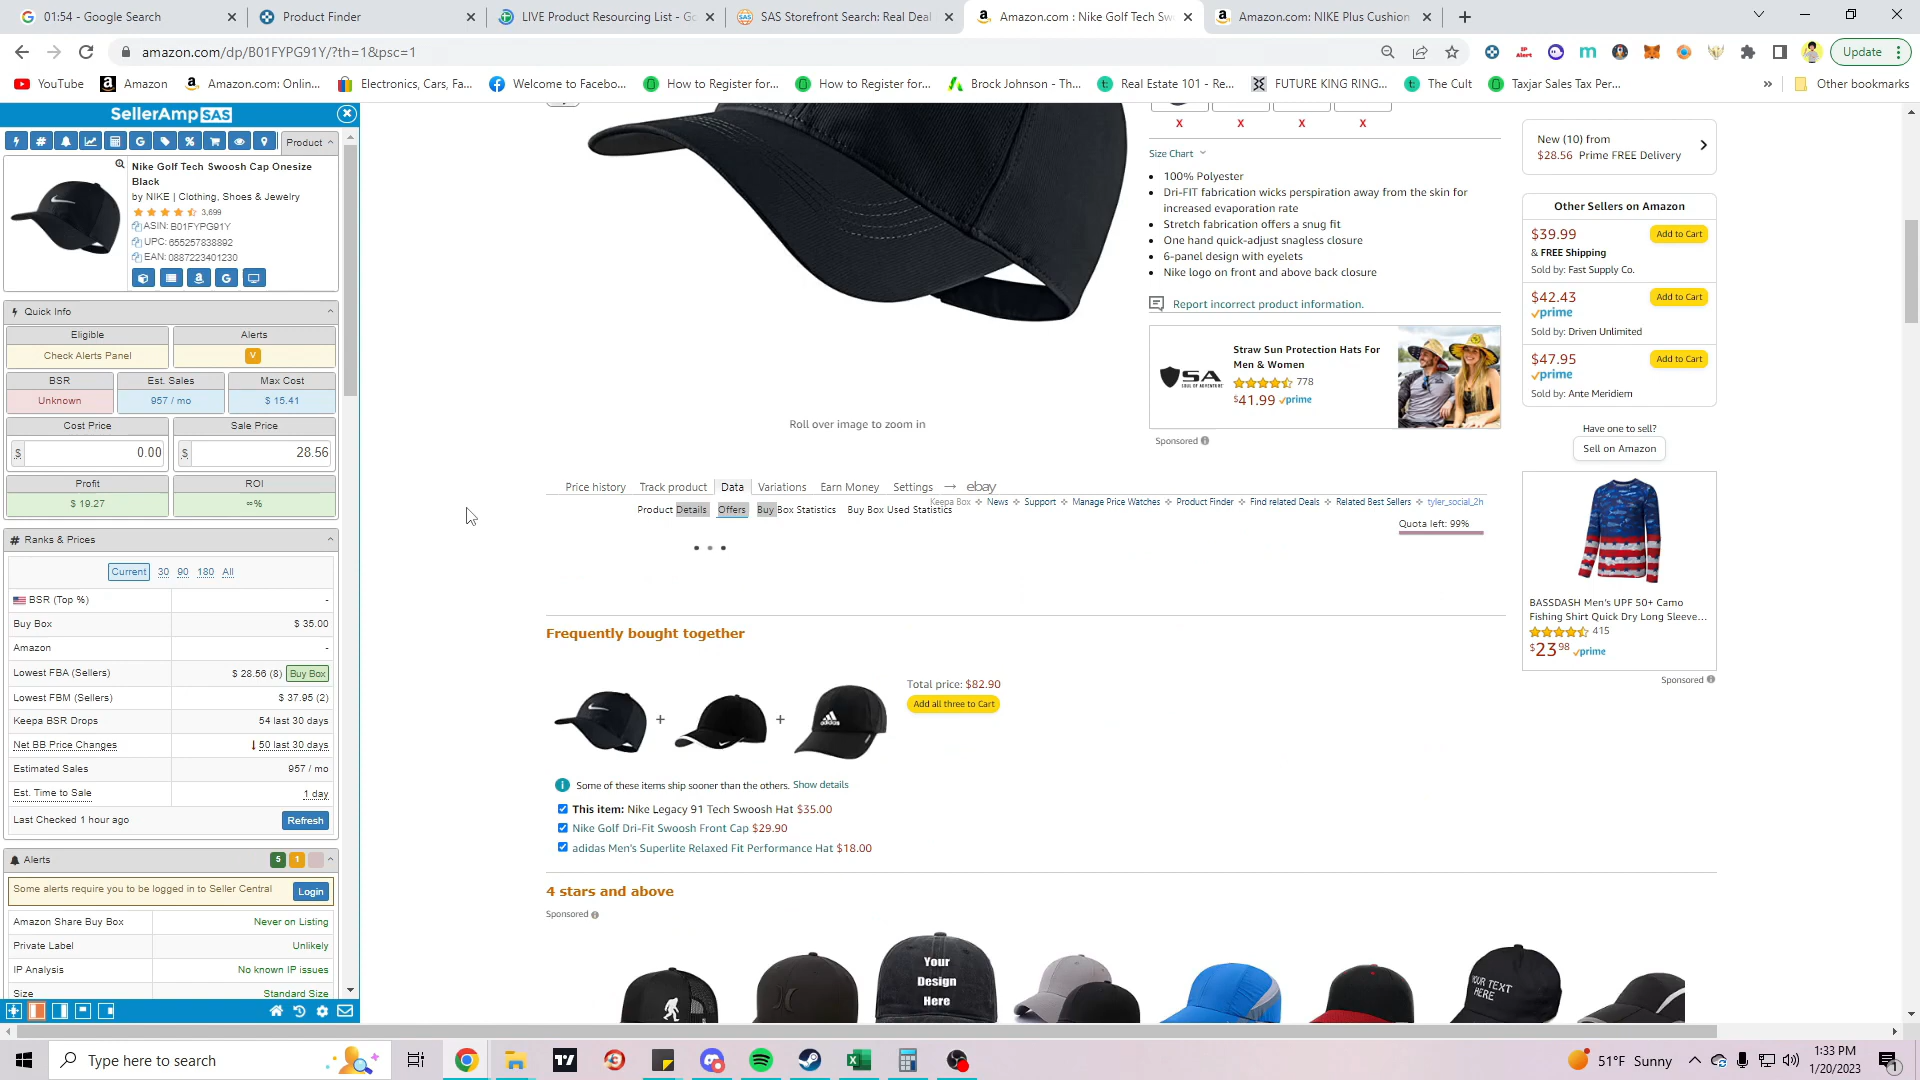 01:54 - Google Search
Product Finder
LIVE Product Resourcing List - Go
SAS Storefront Search: Real Deal
Amazon.com : Nike Golf Tech Sw
Amazon.com: NIKE Plus Cushion
amazon.com/dp/B01FYPG91Y/?th=1&psc=1
Update
YouTube
Amazon
Amazon.com: Onlin...
Electronics, Cars, Fa...
Welcome to Facebo...
How to Register for...
How to Register for...
Brock Johnson - Th...
Real Estate 101 - Re...
FUTURE KING RING...
The Cult
Taxjar Sales Tax Per...
Other bookmarks
SellerAmp SAS
Product
Nike Golf Tech Swoosh Cap Onesize
Black
by NIKE | Clothing, Shoes & Jewelry
3,699
ASIN: B01FYPG91Y
UPC: 655257838892
EAN: 0887223401230
Quick Info
Eligible
Alerts
Check Alerts Panel
V
BSR
Est. Sales
Max Cost
Unknown
957 / mo
$ 15.41
Cost Price
Sale Price
$ 0.00
$ 28.56
Profit
ROI
$ 19.27
∞%
Ranks & Prices
Current 30 90 180 All
BSR (Top %) -
Buy Box $ 35.00
Amazon -
Lowest FBA (Sellers) $ 28.56 (8) Buy Box
Lowest FBM (Sellers) $ 37.95 (2)
Keepa BSR Drops 54 last 30 days
Net BB Price Changes 50 last 30 days
Estimated Sales 957 / mo
Est. Time to Sale 1 day
Last Checked 1 hour ago Refresh
Alerts 5 1
Some alerts require you to be logged in to Seller Central Login
Amazon Share Buy Box Never on Listing
Private Label Unlikely
IP Analysis No known IP issues
Size Standard Size
Roll over image to zoom in
X X X X
Size Chart
100% Polyester
Dri-FIT fabrication wicks perspiration away from the skin for
increased evaporation rate
Stretch fabrication offers a snug fit
One hand quick-adjust snagless closure
6-panel design with eyelets
Nike logo on front and above back closure
Report incorrect product information.
SA
SOUL OF ADVENTURE
Straw Sun Protection Hats For
Men & Women
778
$41.99 prime
Sponsored
New (10) from
$28.56 Prime FREE Delivery
Other Sellers on Amazon
$39.99 Add to Cart
& FREE Shipping
Sold by: Fast Supply Co.
$42.43 Add to Cart
prime
Sold by: Driven Unlimited
$47.95 Add to Cart
prime
Sold by: Ante Meridiem
Have one to sell?
Sell on Amazon
BASSDASH Men's UPF 50+ Camo
Fishing Shirt Quick Dry Long Sleeve...
415
$23.98 prime
Sponsored
Price history Track product Data Variations Earn Money Settings → ebay
Keepa Box News Support Manage Price Watches Product Finder Find related Deals Related Best Sellers tyler_social_2h
Product Details Offers Buy Box Statistics Buy Box Used Statistics
Quota left: 99%
Frequently bought together
Total price: $82.90
Add all three to Cart
Some of these items ship sooner than the others. Show details
This item: Nike Legacy 91 Tech Swoosh Hat $35.00
Nike Golf Dri-Fit Swoosh Front Cap $29.90
adidas Men's Superlite Relaxed Fit Performance Hat $18.00
4 stars and above
Sponsored
Your
Design
Here
YOUR TEXT
HERE
Type here to search
51°F Sunny
1:33 PM
1/20/2023
1